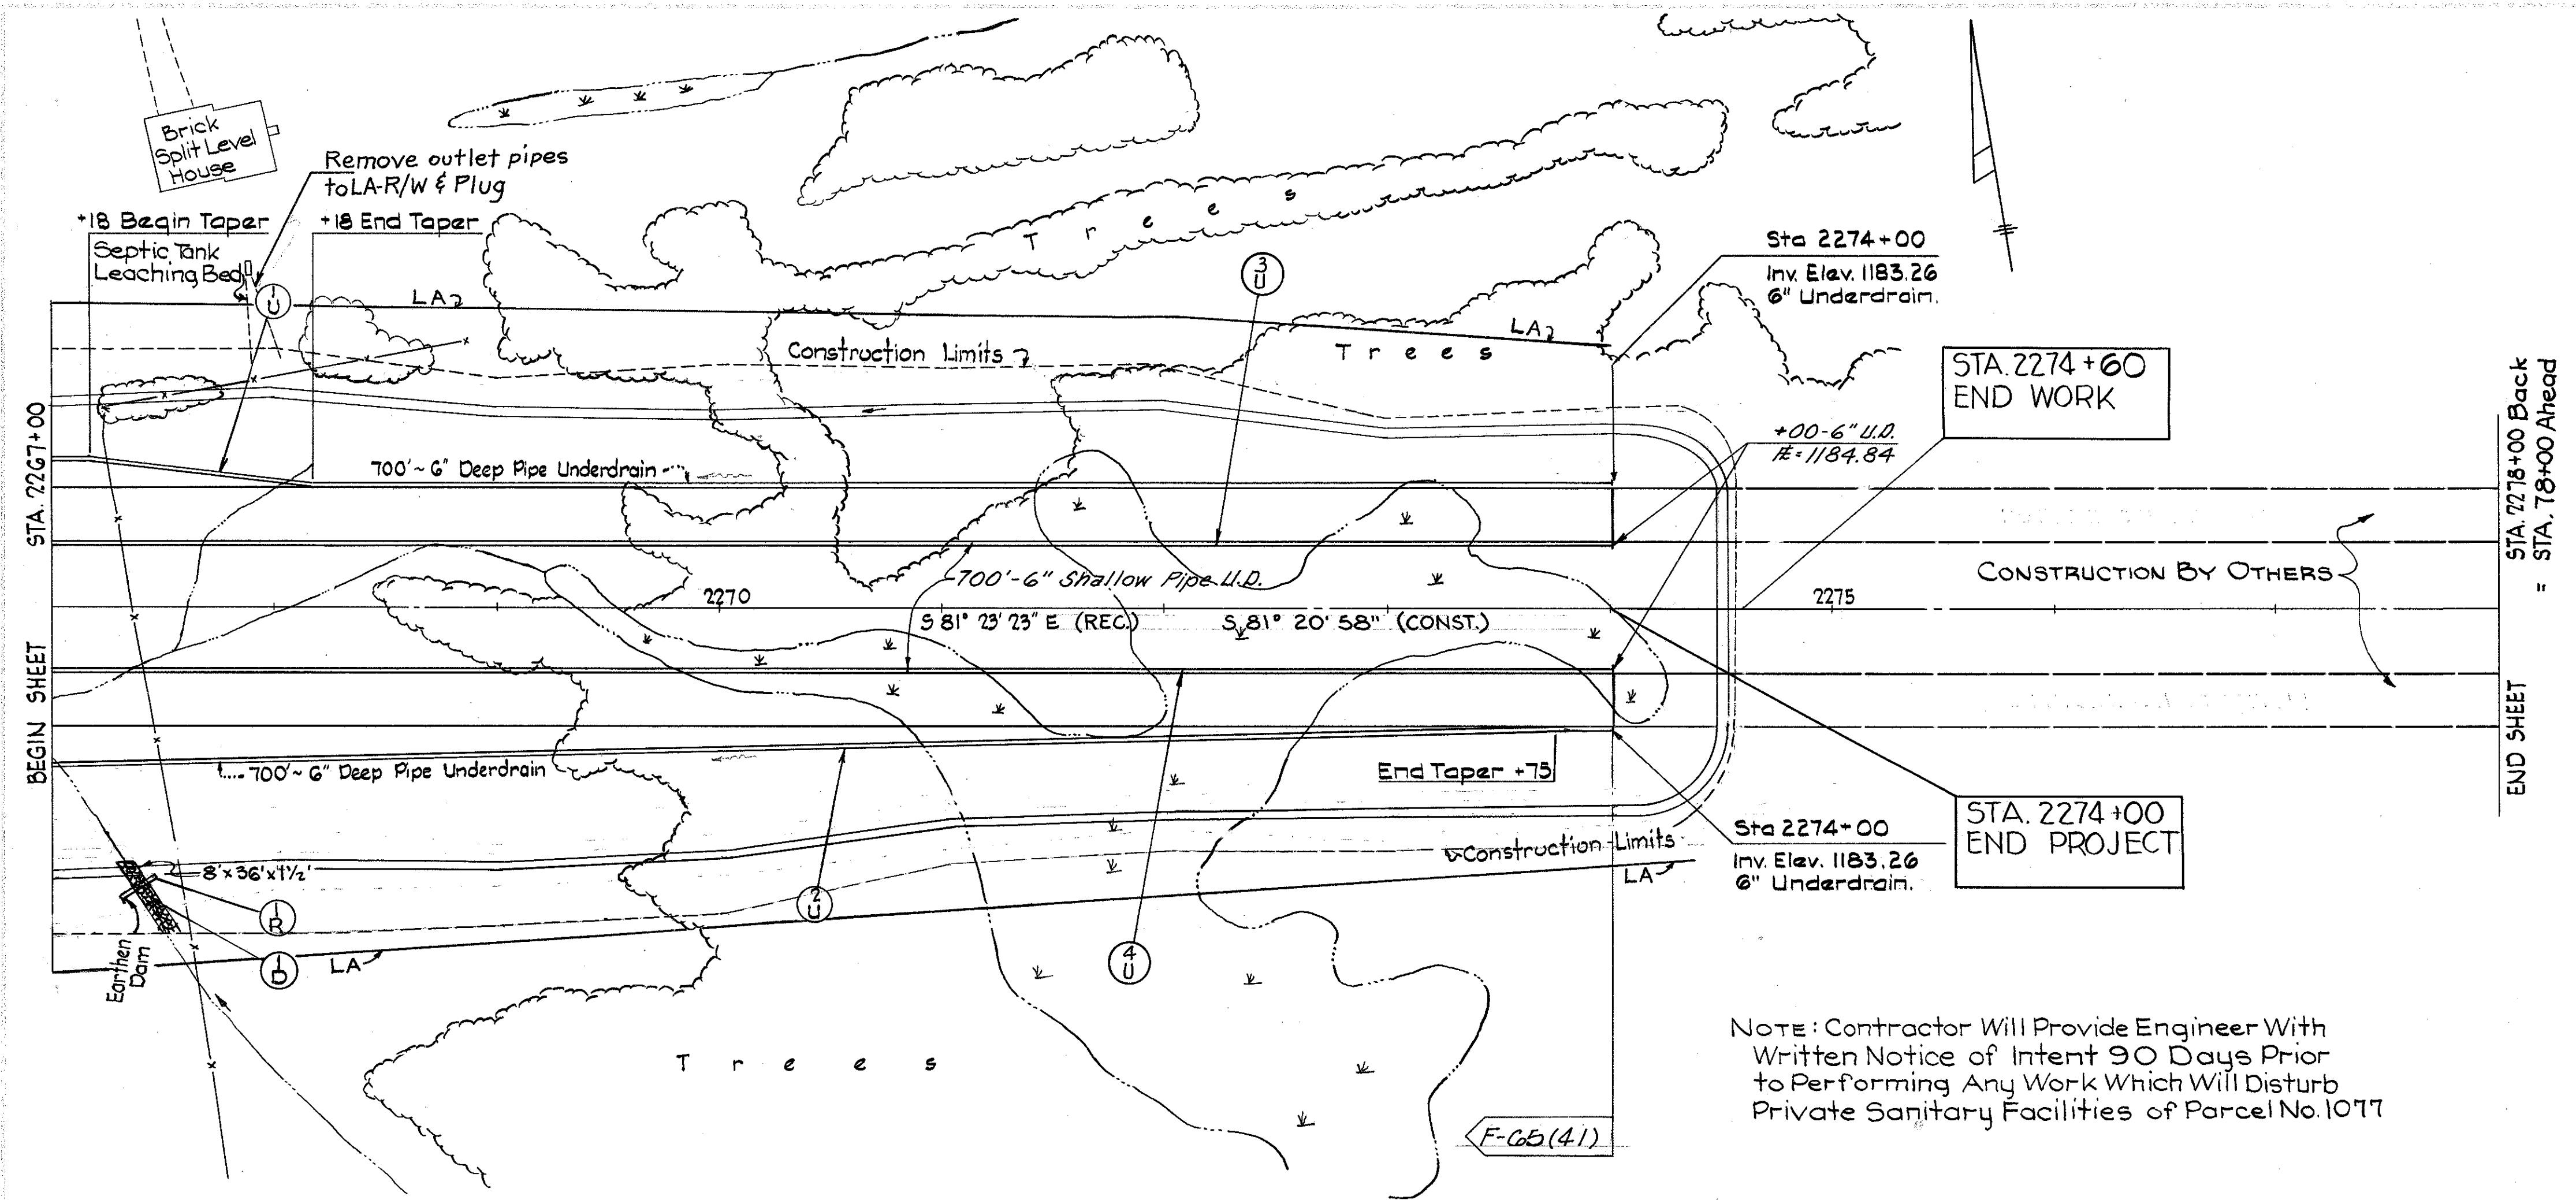 Brick
Split Level
House
Remove outlet pipes
to LA-R/W & Plug
+18 Begin Taper
+18 End Taper
Septic Tank
Leaching Bed
1
U
LA
3
U
Trees
Sta 2274+00
Inv. Elev. 1183.26
6" Underdrain.
LA
Construction Limits
Trees
STA. 2274+60
END WORK
+00-6" U.D.
= 1184.84
700'~6" Deep Pipe Underdrain
STA. 2267+00
BEGIN SHEET
700'-6" Shallow Pipe U.D.
2270
2275
S 81° 23' 23" E (REC.)
S 81° 20' 58" (CONST.)
CONSTRUCTION BY OTHERS
STA. 2278+00 Back
= STA. 78+00 Ahead
END SHEET
700'~6" Deep Pipe Underdrain
End Taper +75
Sta 2274+00
Inv. Elev. 1183.26
6" Underdrain.
STA. 2274+00
END PROJECT
Construction Limits
LA
8'x36'x1½'
1
R
1
D
2
U
4
U
Earthen
Dam
LA
Trees
F-65(41)
NOTE: Contractor Will Provide Engineer With
Written Notice of Intent 90 Days Prior
to Performing Any Work Which Will Disturb
Private Sanitary Facilities of Parcel No. 1077